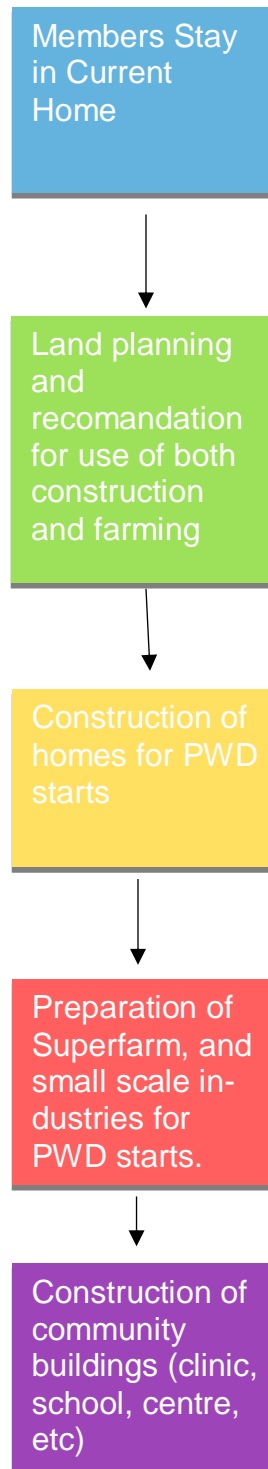 Members Stay
in Current
Home
Land planning
and
recomandation
for use of both
construction
and farming
Construction of
homes for PWD
starts
Preparation of
Superfarm, and
small scale in-
dustries for
PWD starts.
Construction of
community
buildings (clinic,
school, centre,
etc)